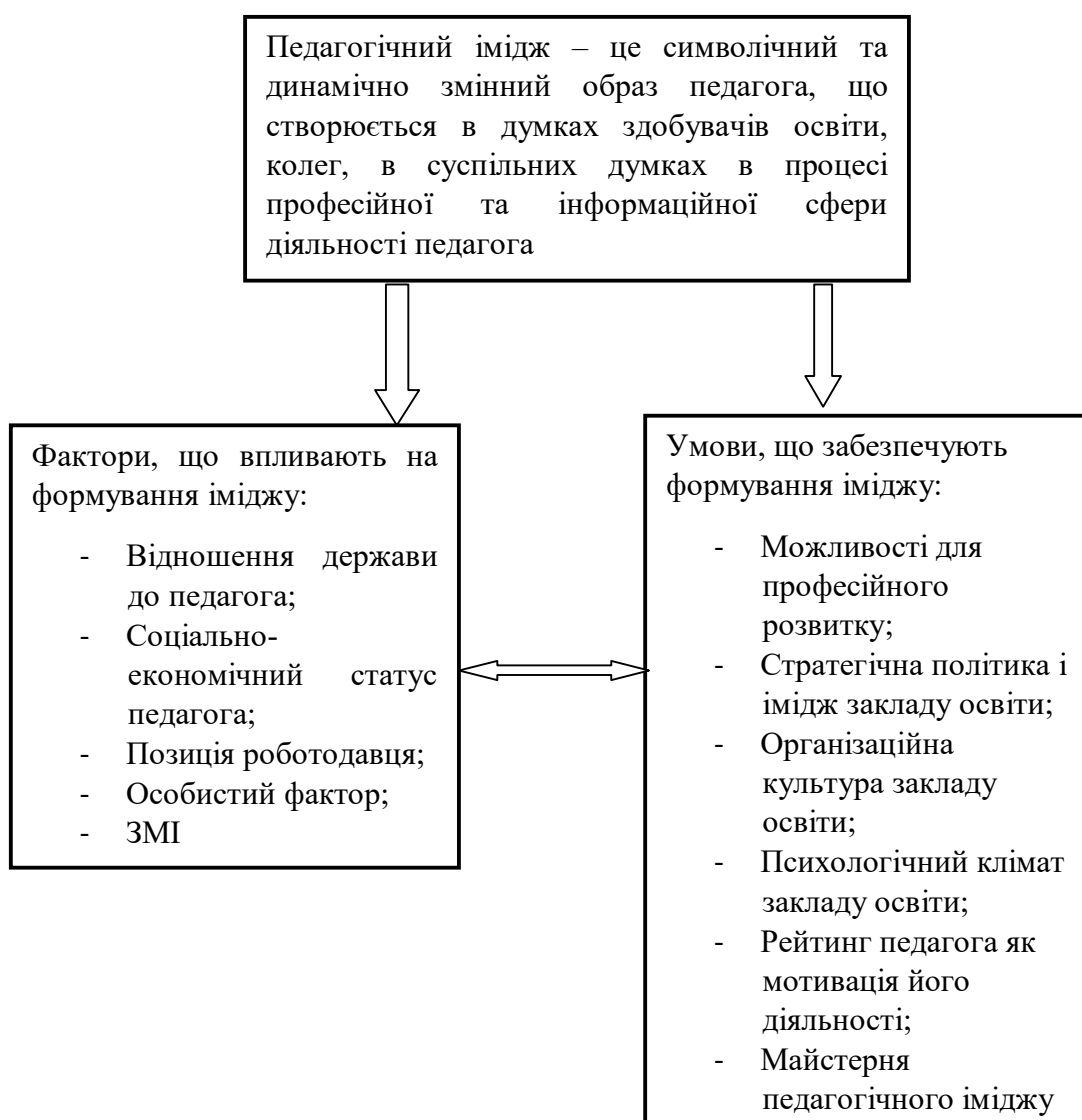 Педагогічний імідж – це символічний та
динамічно змінний образ педагога, що
створюється в думках здобувачів освіти,
колег, в суспільних думках в процесі
професійної та інформаційної сфери
діяльності педагога
Фактори, що впливають на
формування іміджу:
- Відношення держави
до педагога;
- Соціально-
економічний статус
педагога;
- Позиція роботодавця;
- Особистий фактор;
- ЗМІ
Умови, що забезпечують
формування іміджу:
- Можливості для
професійного
розвитку;
- Стратегічна політика і
імідж закладу освіти;
- Організаційна
культура закладу
освіти;
- Психологічний клімат
закладу освіти;
- Рейтинг педагога як
мотивація його
діяльності;
- Майстерня
педагогічного іміджу